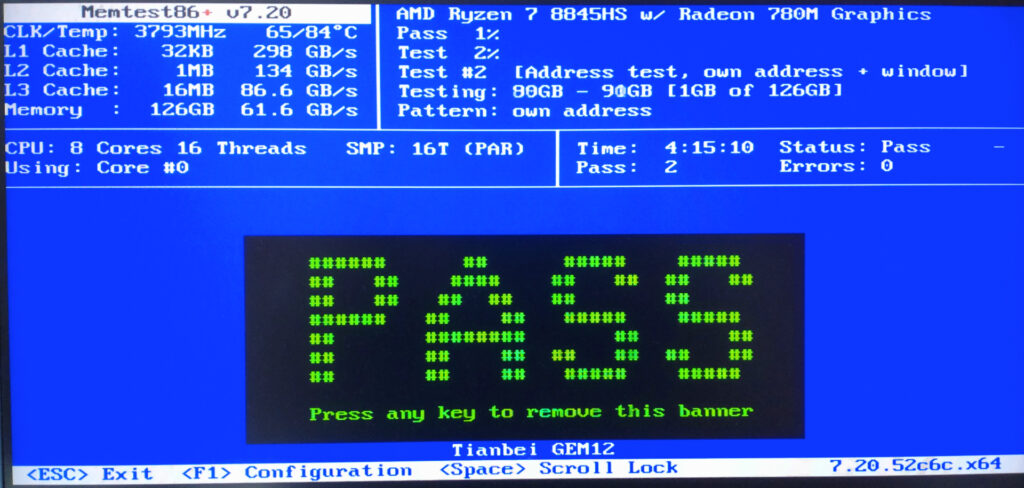 Memtest86+ v7.20
AMD Ryzen 7 8845HS w/ Radeon 780M Graphics
CLK/Temp: 3793MHz 65/84°C
Pass 1%
L1 Cache: 32KB 298 GB/s
Test 2%
L2 Cache: 1MB 134 GB/s
Test #2 [Address test, own address + window]
L3 Cache: 16MB 86.6 GB/s
Testing: - [1GB of 126GB]
Memory : 126GB 61.6 GB/s
Pattern: own address
CPU: 8 Cores 16 Threads SMP: 16T (PAR)
Time: 4:15:10 Status: Pass
Using: Core #0
Pass: 2 Errors: 0
PASS
Press any key to remove this banner
Tianbei GEM12
<ESC> Exit <F1> Configuration <Space> Scroll Lock 7.20.52c6c.x64